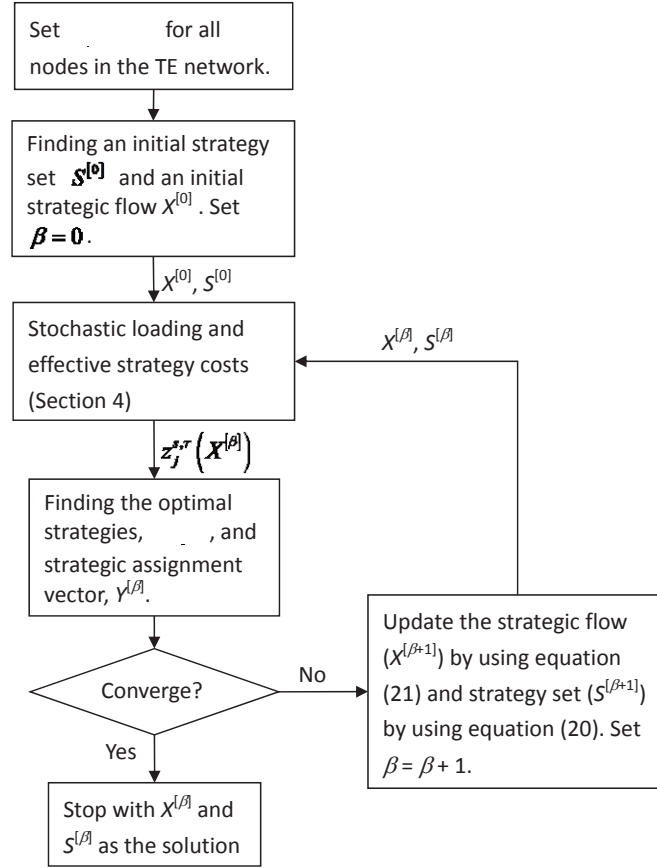 Set for all
nodes in the TE network.
Finding an initial strategy
set S^[0] and an initial
strategic flow X^[0] . Set
β = 0 .
X^[0], S^[0]
Stochastic loading and
effective strategy costs
(Section 4)
X^[β], S^[β]
z_j^{s,τ} (X^[β])
Finding the optimal
strategies, , and
strategic assignment
vector, Y^[β].
Converge?
No
Update the strategic flow
(X^[β+1]) by using equation
(21) and strategy set (S^[β+1])
by using equation (20). Set
β = β + 1.
Yes
Stop with X^[β] and
S^[β] as the solution